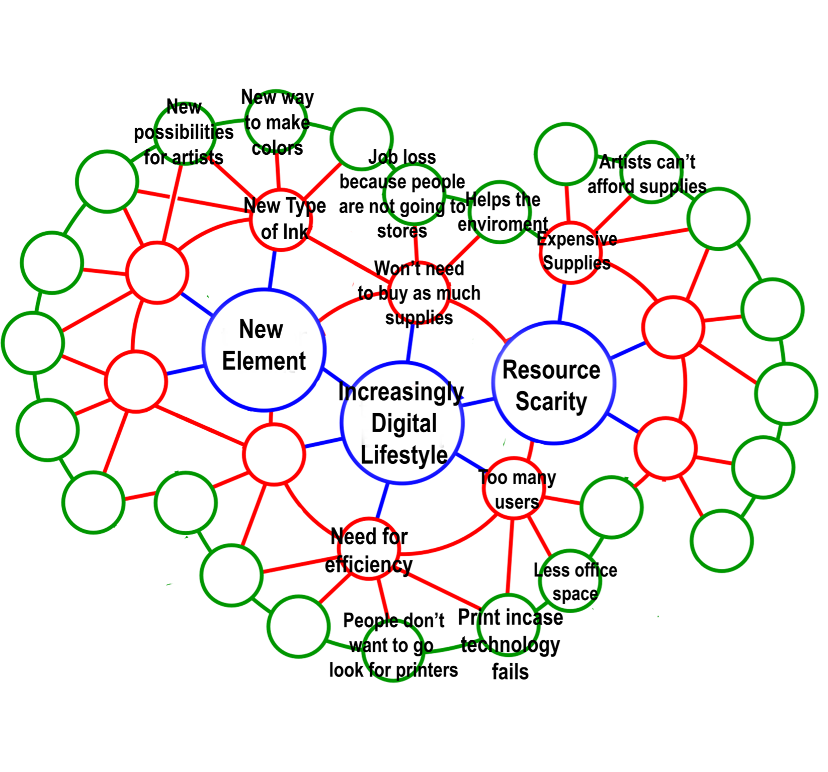 New
possibilities
for artists
New way
to make
colors
Job loss
because people
are not going to
stores
Helps the
enviroment
Artists can't
afford supplies
New Type
of Ink
Won't need
to buy as much
supplies
Expensive
Supplies
New
Element
Increasingly
Digital
Lifestyle
Resource
Scarity
Too many
users
Need for
efficiency
Less office
space
People don't
want to go
look for printers
Print incase
technology
fails